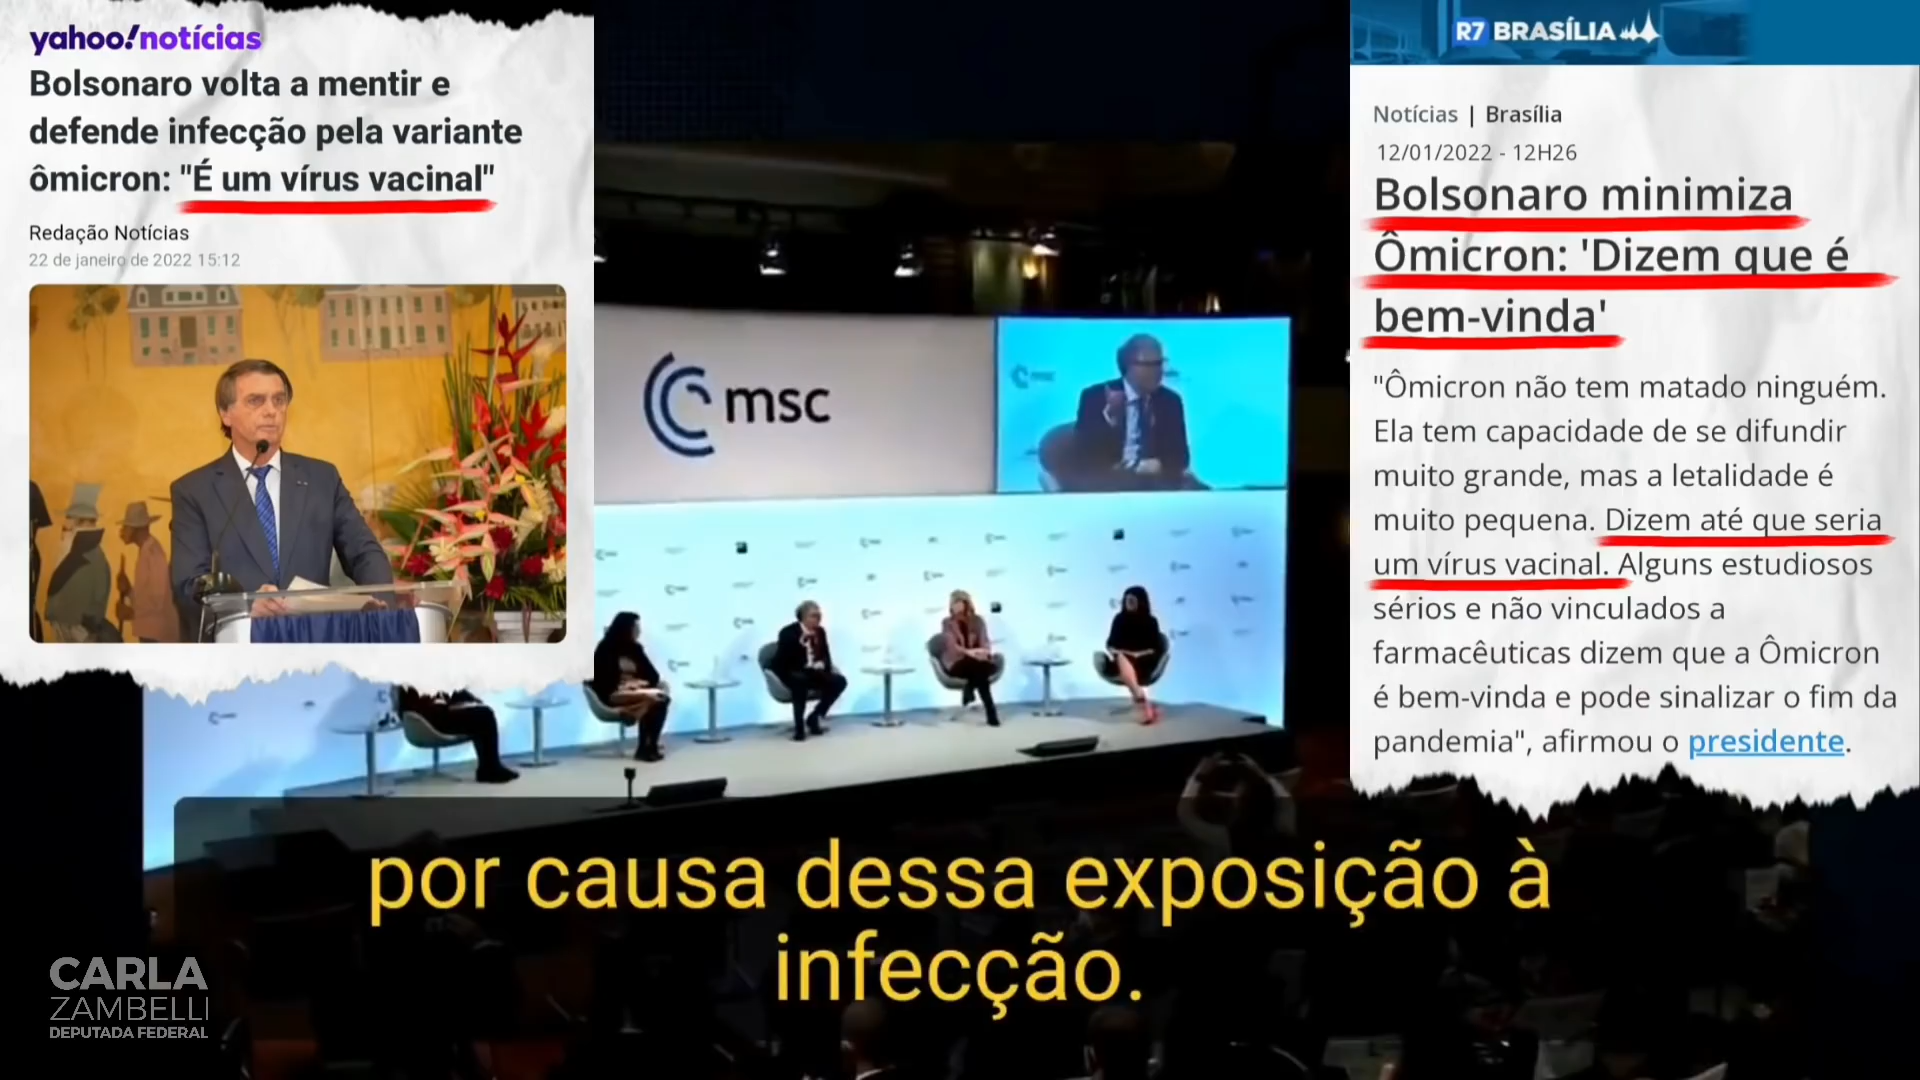 yahoo!notícias
Bolsonaro volta a mentir e
defende infecção pela variante
ômicron: "É um vírus vacinal"
Redação Notícias
22 de janeiro de 2022 15:12
R7 BRASÍLIA
Notícias | Brasília
12/01/2022 - 12H26
Bolsonaro minimiza
Ômicron: 'Dizem que é
bem-vinda'
"Ômicron não tem matado ninguém.
Ela tem capacidade de se difundir
muito grande, mas a letalidade é
muito pequena. Dizem até que seria
um vírus vacinal. Alguns estudiosos
sérios e não vinculados a
farmacêuticas dizem que a Ômicron
é bem-vinda e pode sinalizar o fim da
pandemia", afirmou o presidente.
msc
por causa dessa exposição à
infecção.
CARLA
ZAMBELLI
DEPUTADA FEDERAL